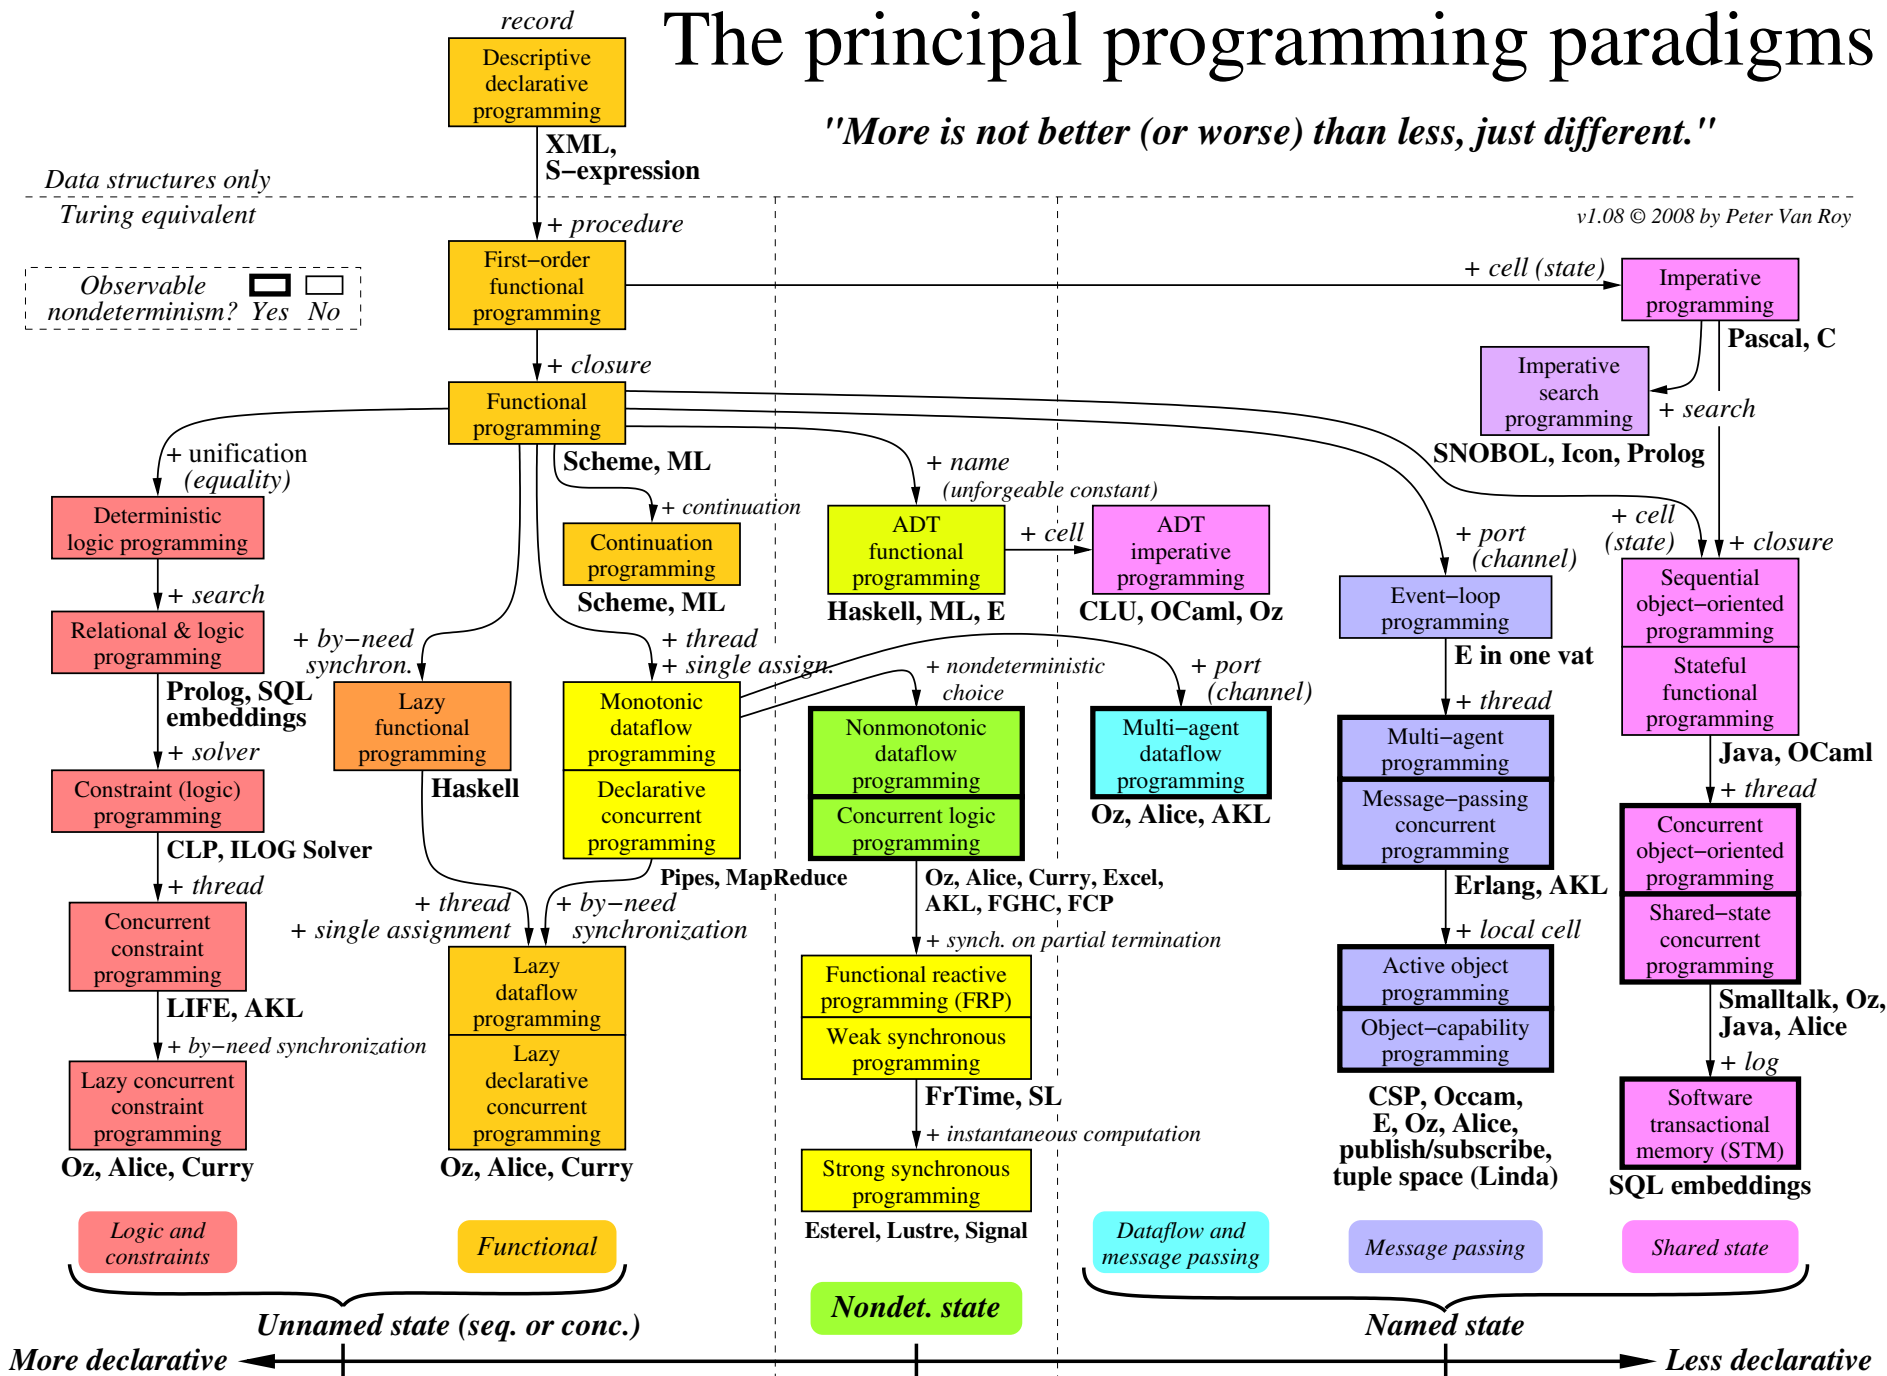 The principal programming paradigms
"More is not better (or worse) than less, just different."
record
Descriptive
declarative
programming
XML,
S−expression
Data structures only
Turing equivalent
v1.08 © 2008 by Peter Van Roy
Observable
nondeterminism? Yes No
+ procedure
First−order
functional
programming
+ cell (state)
Imperative
programming
Pascal, C
Imperative
search
programming
+ search
SNOBOL, Icon, Prolog
+ closure
Functional
programming
Scheme, ML
+ unification
(equality)
Deterministic
logic programming
+ search
Relational & logic
programming
Prolog, SQL
embeddings
+ solver
Constraint (logic)
programming
CLP, ILOG Solver
+ thread
Concurrent
constraint
programming
LIFE, AKL
+ by−need synchronization
Lazy concurrent
constraint
programming
Oz, Alice, Curry
+ continuation
Continuation
programming
Scheme, ML
+ by−need
synchron.
Lazy
functional
programming
Haskell
+ thread
+ single assign.
Monotonic
dataflow
programming
Declarative
concurrent
programming
Pipes, MapReduce
+ thread
+ single assignment
+ by−need
synchronization
Lazy
dataflow
programming
Lazy
declarative
concurrent
programming
Oz, Alice, Curry
+ name
(unforgeable constant)
ADT
functional
programming
Haskell, ML, E
+ cell
ADT
imperative
programming
CLU, OCaml, Oz
+ nondeterministic
choice
Nonmonotonic
dataflow
programming
Concurrent logic
programming
Oz, Alice, Curry, Excel,
AKL, FGHC, FCP
+ synch. on partial termination
Functional reactive
programming (FRP)
Weak synchronous
programming
FrTime, SL
+ instantaneous computation
Strong synchronous
programming
Esterel, Lustre, Signal
+ port
(channel)
Multi−agent
dataflow
programming
Oz, Alice, AKL
+ port
(channel)
Event−loop
programming
E in one vat
+ thread
Multi−agent
programming
Message−passing
concurrent
programming
Erlang, AKL
+ local cell
Active object
programming
Object−capability
programming
CSP, Occam,
E, Oz, Alice,
publish/subscribe,
tuple space (Linda)
+ cell
(state)
+ closure
Sequential
object−oriented
programming
Stateful
functional
programming
Java, OCaml
+ thread
Concurrent
object−oriented
programming
Shared−state
concurrent
programming
Smalltalk, Oz,
Java, Alice
+ log
Software
transactional
memory (STM)
SQL embeddings
Logic and
constraints
Functional
Dataflow and
message passing
Message passing
Shared state
Unnamed state (seq. or conc.)
Nondet. state
Named state
More declarative
Less declarative